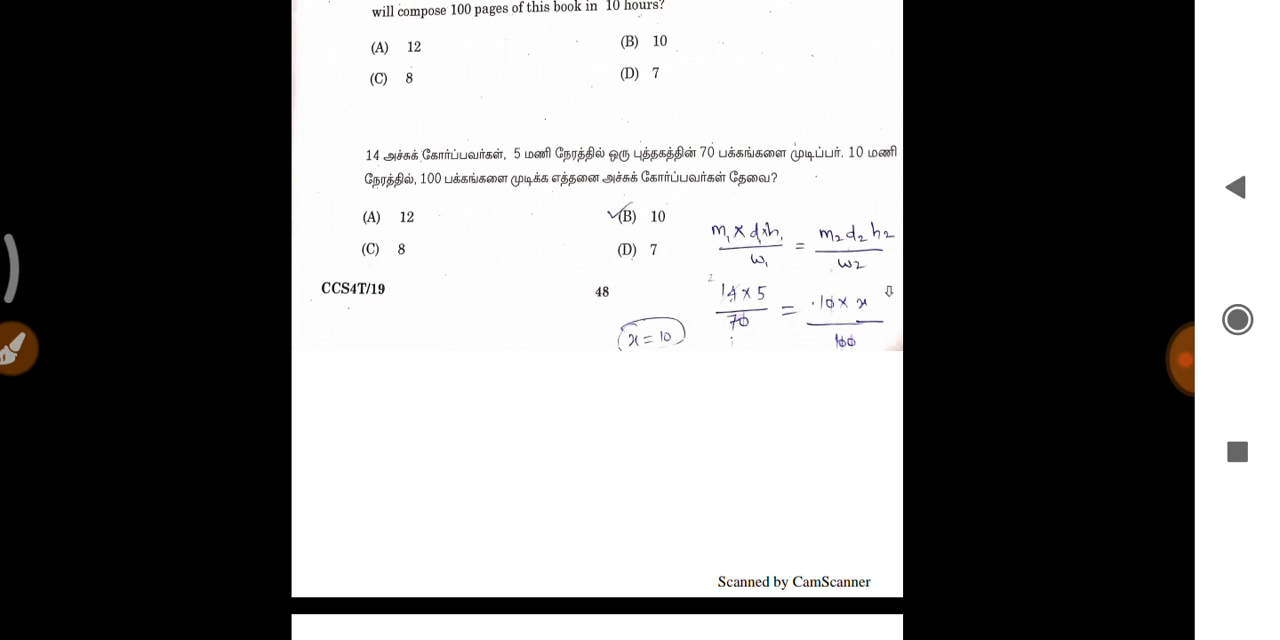 will compose 100 pages of this book in 10 hours?
(A) 12 (B) 10
(C) 8 (D) 7
14 அச்சுக் கோர்ப்பவர்கள், 5 மணி நேரத்தில் ஒரு புத்தகத்தின் 70 பக்கங்களை முடிப்பர். 10 மணி
நேரத்தில், 100 பக்கங்களை முடிக்க எத்தனை அச்சுக் கோர்ப்பவர்கள் தேவை?
(A) 12 (B) 10
(C) 8 (D) 7
m₁ × d₁h₁ / w₁ = m₂d₂h₂ / w₂
CCS4T/19 48
14 × 5 / 70 = 10 × x / 100
x = 10
Scanned by CamScanner